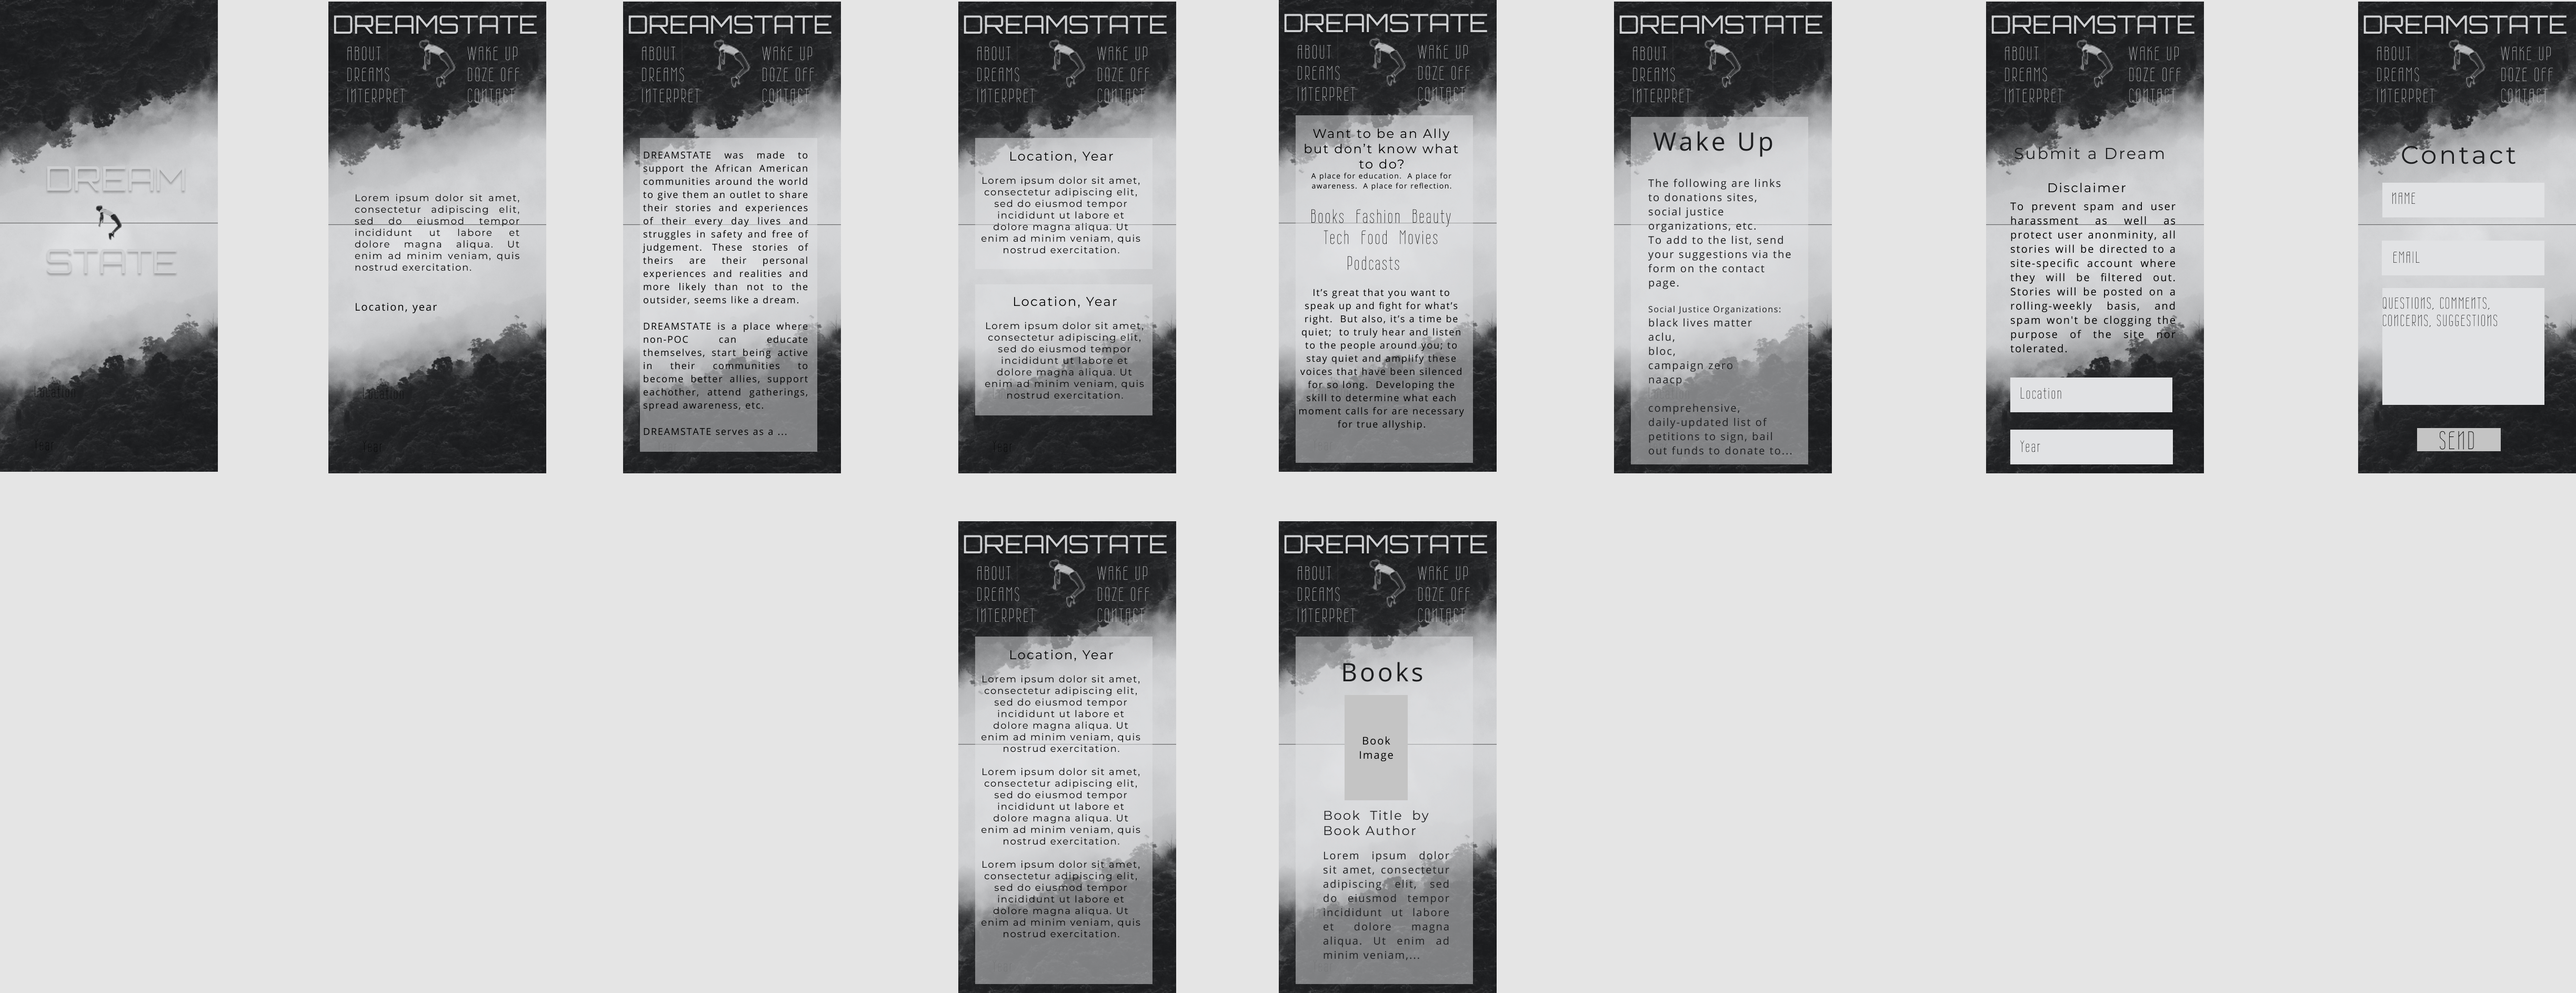 DREAM
STATE
Location
Year
DREAMSTATE
ABOUT
DREAMS
INTERPRET
WAKE UP
DOZE OFF
CONTACT
Lorem ipsum dolor sit amet,
consectetur adipiscing elit,
sed do eiusmod tempor
incididunt ut labore et
dolore magna aliqua. Ut
enim ad minim veniam, quis
nostrud exercitation.
Location, year
Location
Year
DREAMSTATE
ABOUT
DREAMS
INTERPRET
WAKE UP
DOZE OFF
CONTACT
DREAMSTATE was made to
support the African American
communities around the world
to give them an outlet to share
their stories and experiences
of their every day lives and
struggles in safety and free of
judgement. These stories of
theirs are their personal
experiences and realities and
more likely than not to the
outsider, seems like a dream.
DREAMSTATE is a place where
non-POC can educate
themselves, start being active
in their communities to
become better allies, support
eachother, attend gatherings,
spread awareness, etc.
DREAMSTATE serves as a ...
DREAMSTATE
ABOUT
DREAMS
INTERPRET
WAKE UP
DOZE OFF
CONTACT
Location, Year
Lorem ipsum dolor sit amet,
consectetur adipiscing elit,
sed do eiusmod tempor
incididunt ut labore et
dolore magna aliqua. Ut
enim ad minim veniam, quis
nostrud exercitation.
Location, Year
Lorem ipsum dolor sit amet,
consectetur adipiscing elit,
sed do eiusmod tempor
incididunt ut labore et
dolore magna aliqua. Ut
enim ad minim veniam, quis
nostrud exercitation.
Year
DREAMSTATE
ABOUT
DREAMS
INTERPRET
WAKE UP
DOZE OFF
CONTACT
Want to be an Ally
but don't know what
to do?
A place for education. A place for
awareness. A place for reflection.
Books Fashion Beauty
Tech Food Movies
Podcasts
It's great that you want to
speak up and fight for what's
right. But also, it's a time be
quiet; to truly hear and listen
to the people around you; to
stay quiet and amplify these
voices that have been silenced
for so long. Developing the
skill to determine what each
moment calls for are necessary
for true allyship.
DREAMSTATE
ABOUT
DREAMS
INTERPRET
Wake Up
The following are links
to donations sites,
social justice
organizations, etc.
To add to the list, send
your suggestions via the
form on the contact
page.
Social Justice Organizations:
black lives matter
aclu,
bloc,
campaign zero
naacp
comprehensive,
daily-updated list of
petitions to sign, bail
out funds to donate to...
DREAMSTATE
ABOUT
DREAMS
INTERPRET
WAKE UP
DOZE OFF
CONTACT
Submit a Dream
Disclaimer
To prevent spam and user
harassment as well as
protect user anonminity, all
stories will be directed to a
site-specific account where
they will be filtered out.
Stories will be posted on a
rolling-weekly basis, and
spam won't be clogging the
purpose of the site nor
tolerated.
Location
Year
DREAMSTATE
ABOUT
DREAMS
INTERPRET
WAKE UP
DOZE OFF
CONTACT
Contact
NAME
EMAIL
QUESTIONS, COMMENTS,
CONCERNS, SUGGESTIONS
SEND
DREAMSTATE
ABOUT
DREAMS
INTERPRET
WAKE UP
DOZE OFF
CONTACT
Location, Year
Lorem ipsum dolor sit amet,
consectetur adipiscing elit,
sed do eiusmod tempor
incididunt ut labore et
dolore magna aliqua. Ut
enim ad minim veniam, quis
nostrud exercitation.
Lorem ipsum dolor sit amet,
consectetur adipiscing elit,
sed do eiusmod tempor
incididunt ut labore et
dolore magna aliqua. Ut
enim ad minim veniam, quis
nostrud exercitation.
Lorem ipsum dolor sit amet,
consectetur adipiscing elit,
sed do eiusmod tempor
incididunt ut labore et
dolore magna aliqua. Ut
enim ad minim veniam, quis
nostrud exercitation.
DREAMSTATE
ABOUT
DREAMS
INTERPRET
WAKE UP
DOZE OFF
CONTACT
Books
Book
Image
Book Title by
Book Author
Lorem ipsum dolor
sit amet, consectetur
adipiscing elit, sed
do eiusmod tempor
incididunt ut labore
et dolore magna
aliqua. Ut enim ad
minim veniam,...